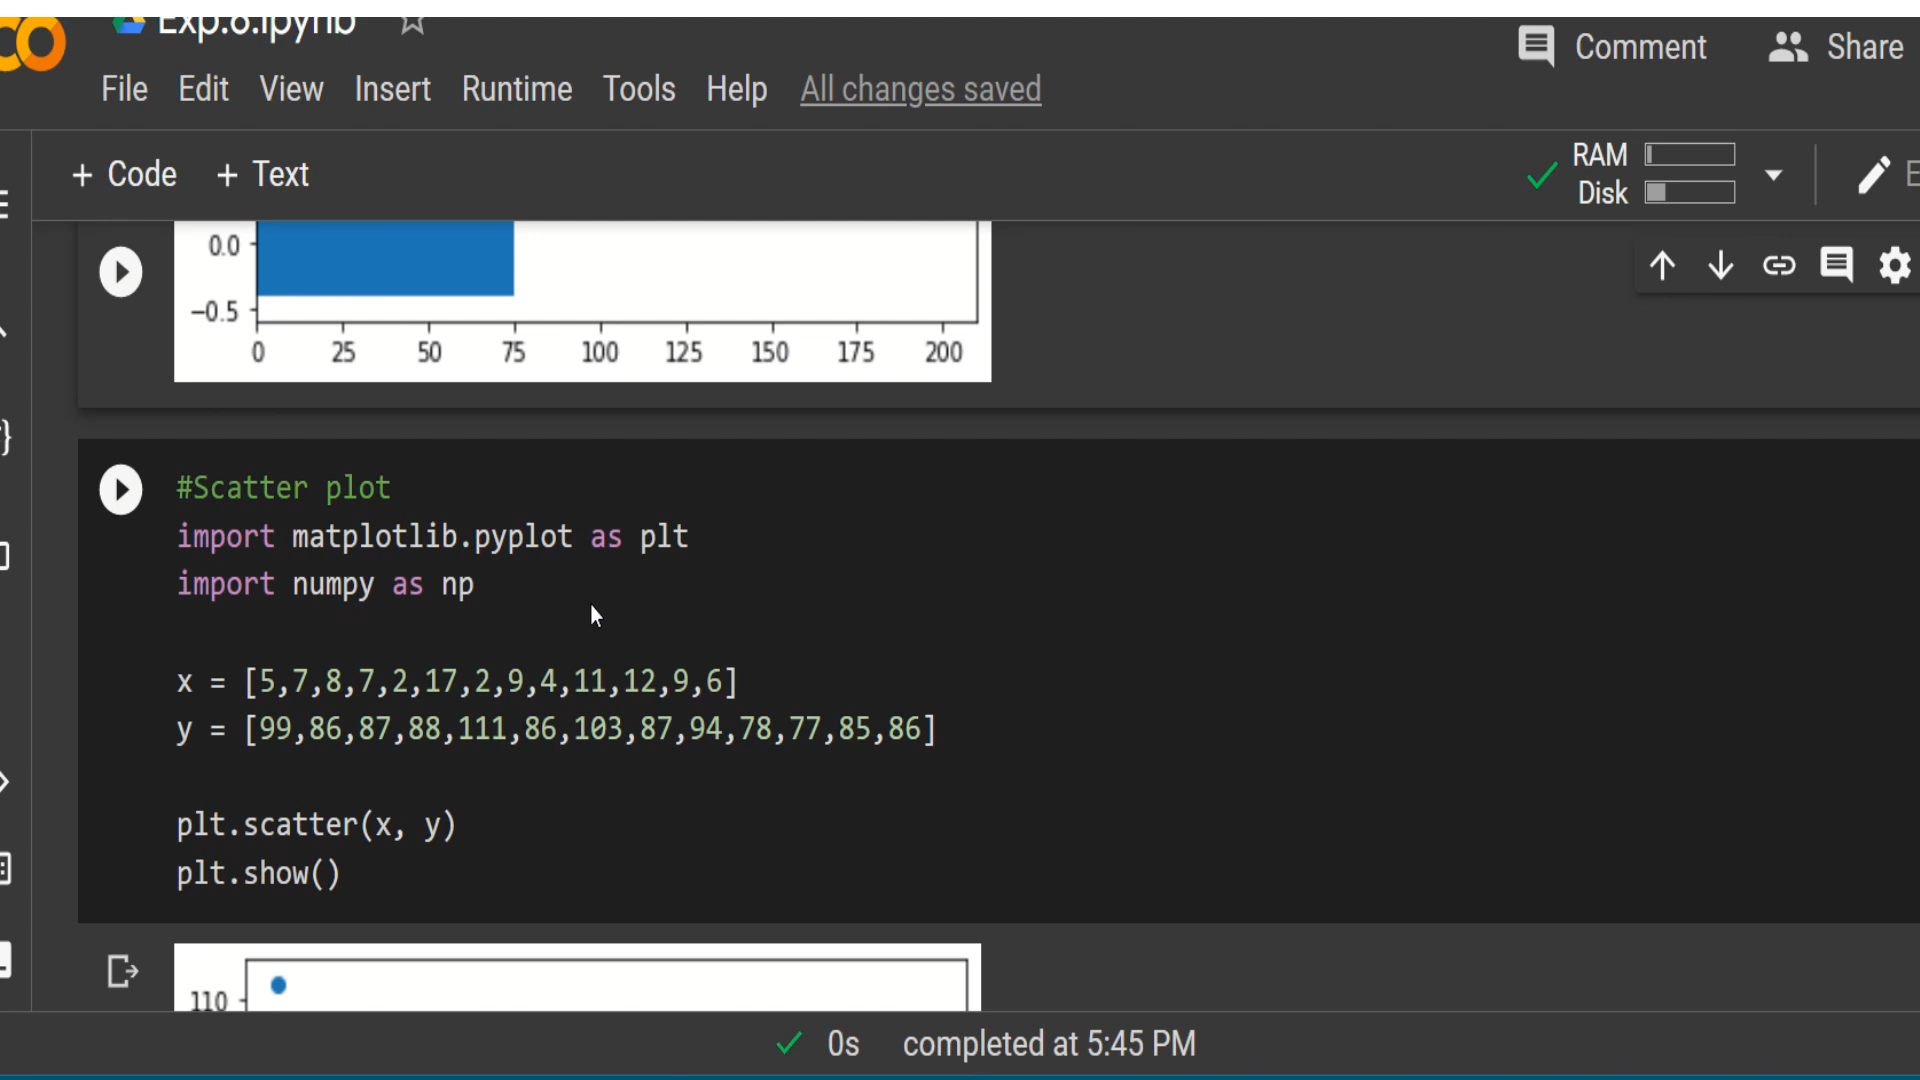 Exp.6.ipynb
Comment Share
File Edit View Insert Runtime Tools Help All changes saved
+ Code + Text
RAM
Disk
0.0
−0.5
0 25 50 75 100 125 150 175 200
#Scatter plot
import matplotlib.pyplot as plt
import numpy as np
x = [5,7,8,7,2,17,2,9,4,11,12,9,6]
y = [99,86,87,88,111,86,103,87,94,78,77,85,86]
plt.scatter(x, y)
plt.show()
110
0s completed at 5:45 PM